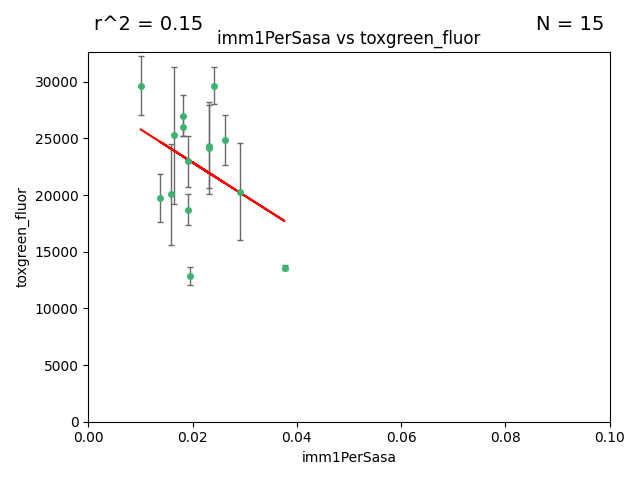 r^2 = 0.15
N = 15
imm1PerSasa vs toxgreen_fluor
30000
25000
20000
15000
10000
5000
0
toxgreen_fluor
0.00
0.02
0.04
0.06
0.08
0.10
imm1PerSasa